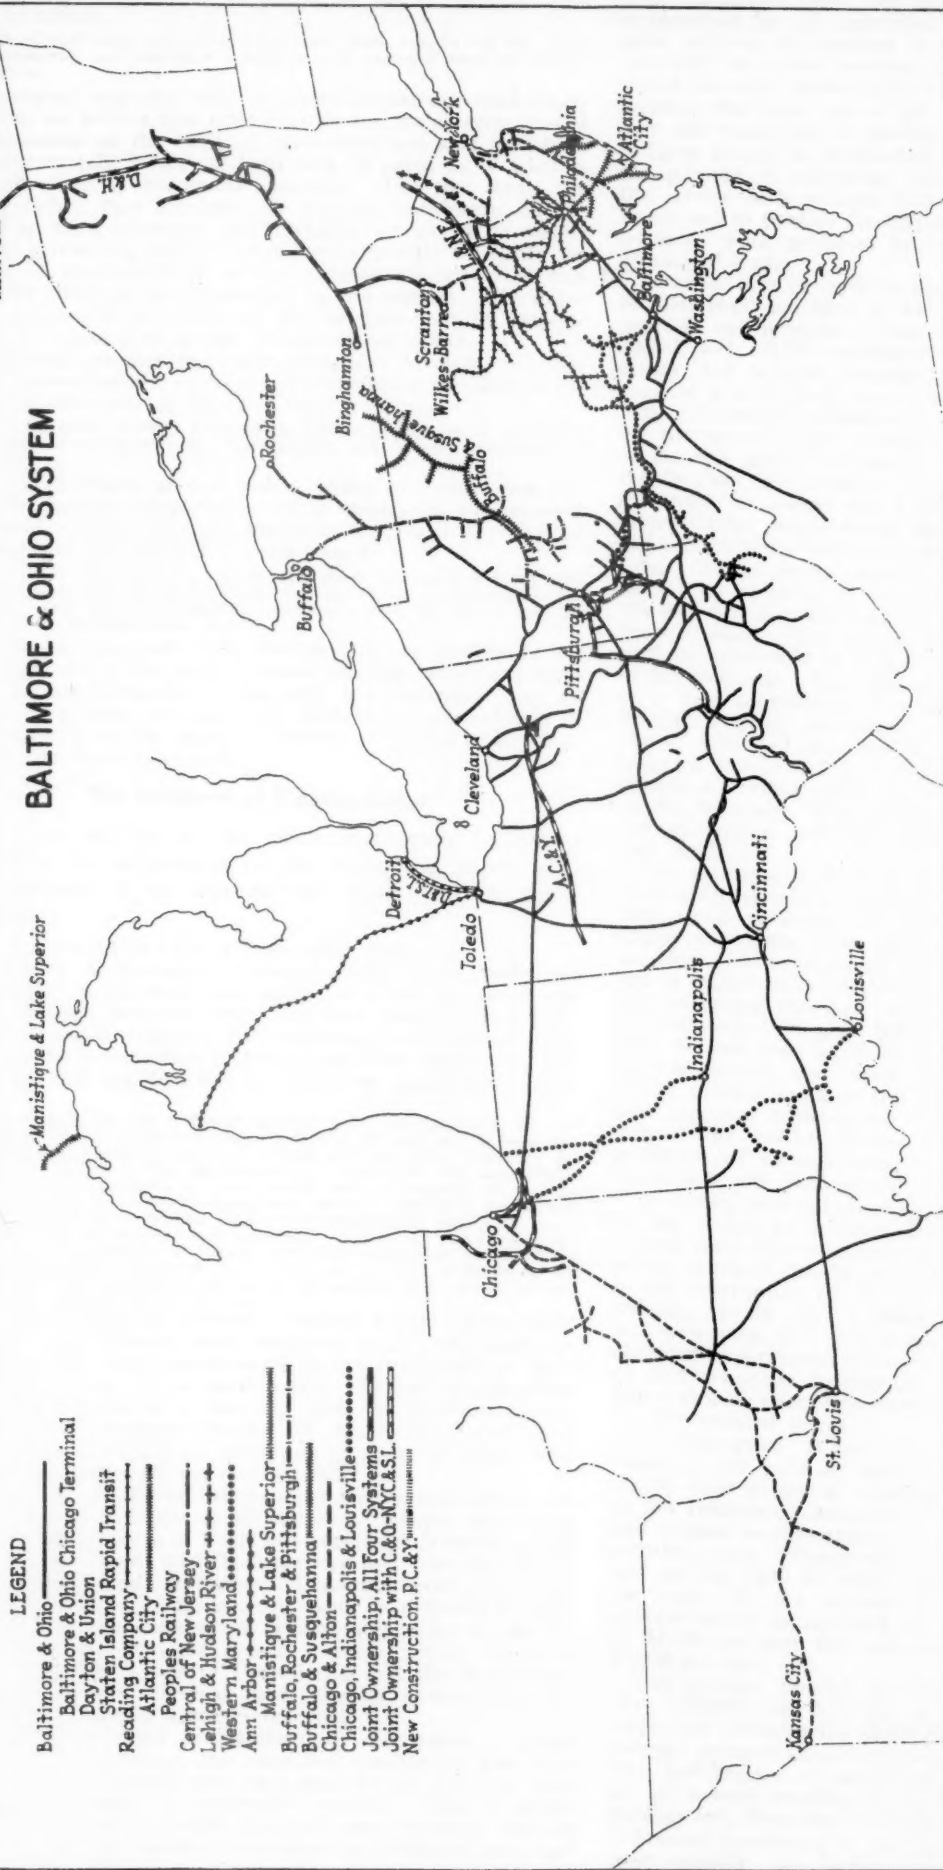 BALTIMORE & OHIO SYSTEM
LEGEND
Baltimore & Ohio
Baltimore & Ohio Chicago Terminal
Dayton & Union
Staten Island Rapid Transit
Reading Company
Atlantic City
Peoples Railway
Central of New Jersey
Lehigh & Hudson River
Western Maryland
Ann Arbor
Manistique & Lake Superior
Buffalo, Rochester & Pittsburgh
Buffalo & Susquehanna
Chicago & Alton
Chicago, Indianapolis & Louisville
Joint Ownership, All Four Systems
Joint Ownership with C.&O-N.Y.C.&S.L.
New Construction, P.C.&Y.
Manistique & Lake Superior
D.&H.
Rochester
Binghamton
Buffalo
Buffalo & Susquehanna
Scranton
Wilkes-Barre
L.&N.E.
New York
Philadelphia
Atlantic City
Baltimore
Washington
Pittsburgh
Cleveland
Detroit
D.&T.S.L.
Toledo
A.C.&Y.
Cincinnati
Indianapolis
Louisville
Chicago
St. Louis
Kansas City